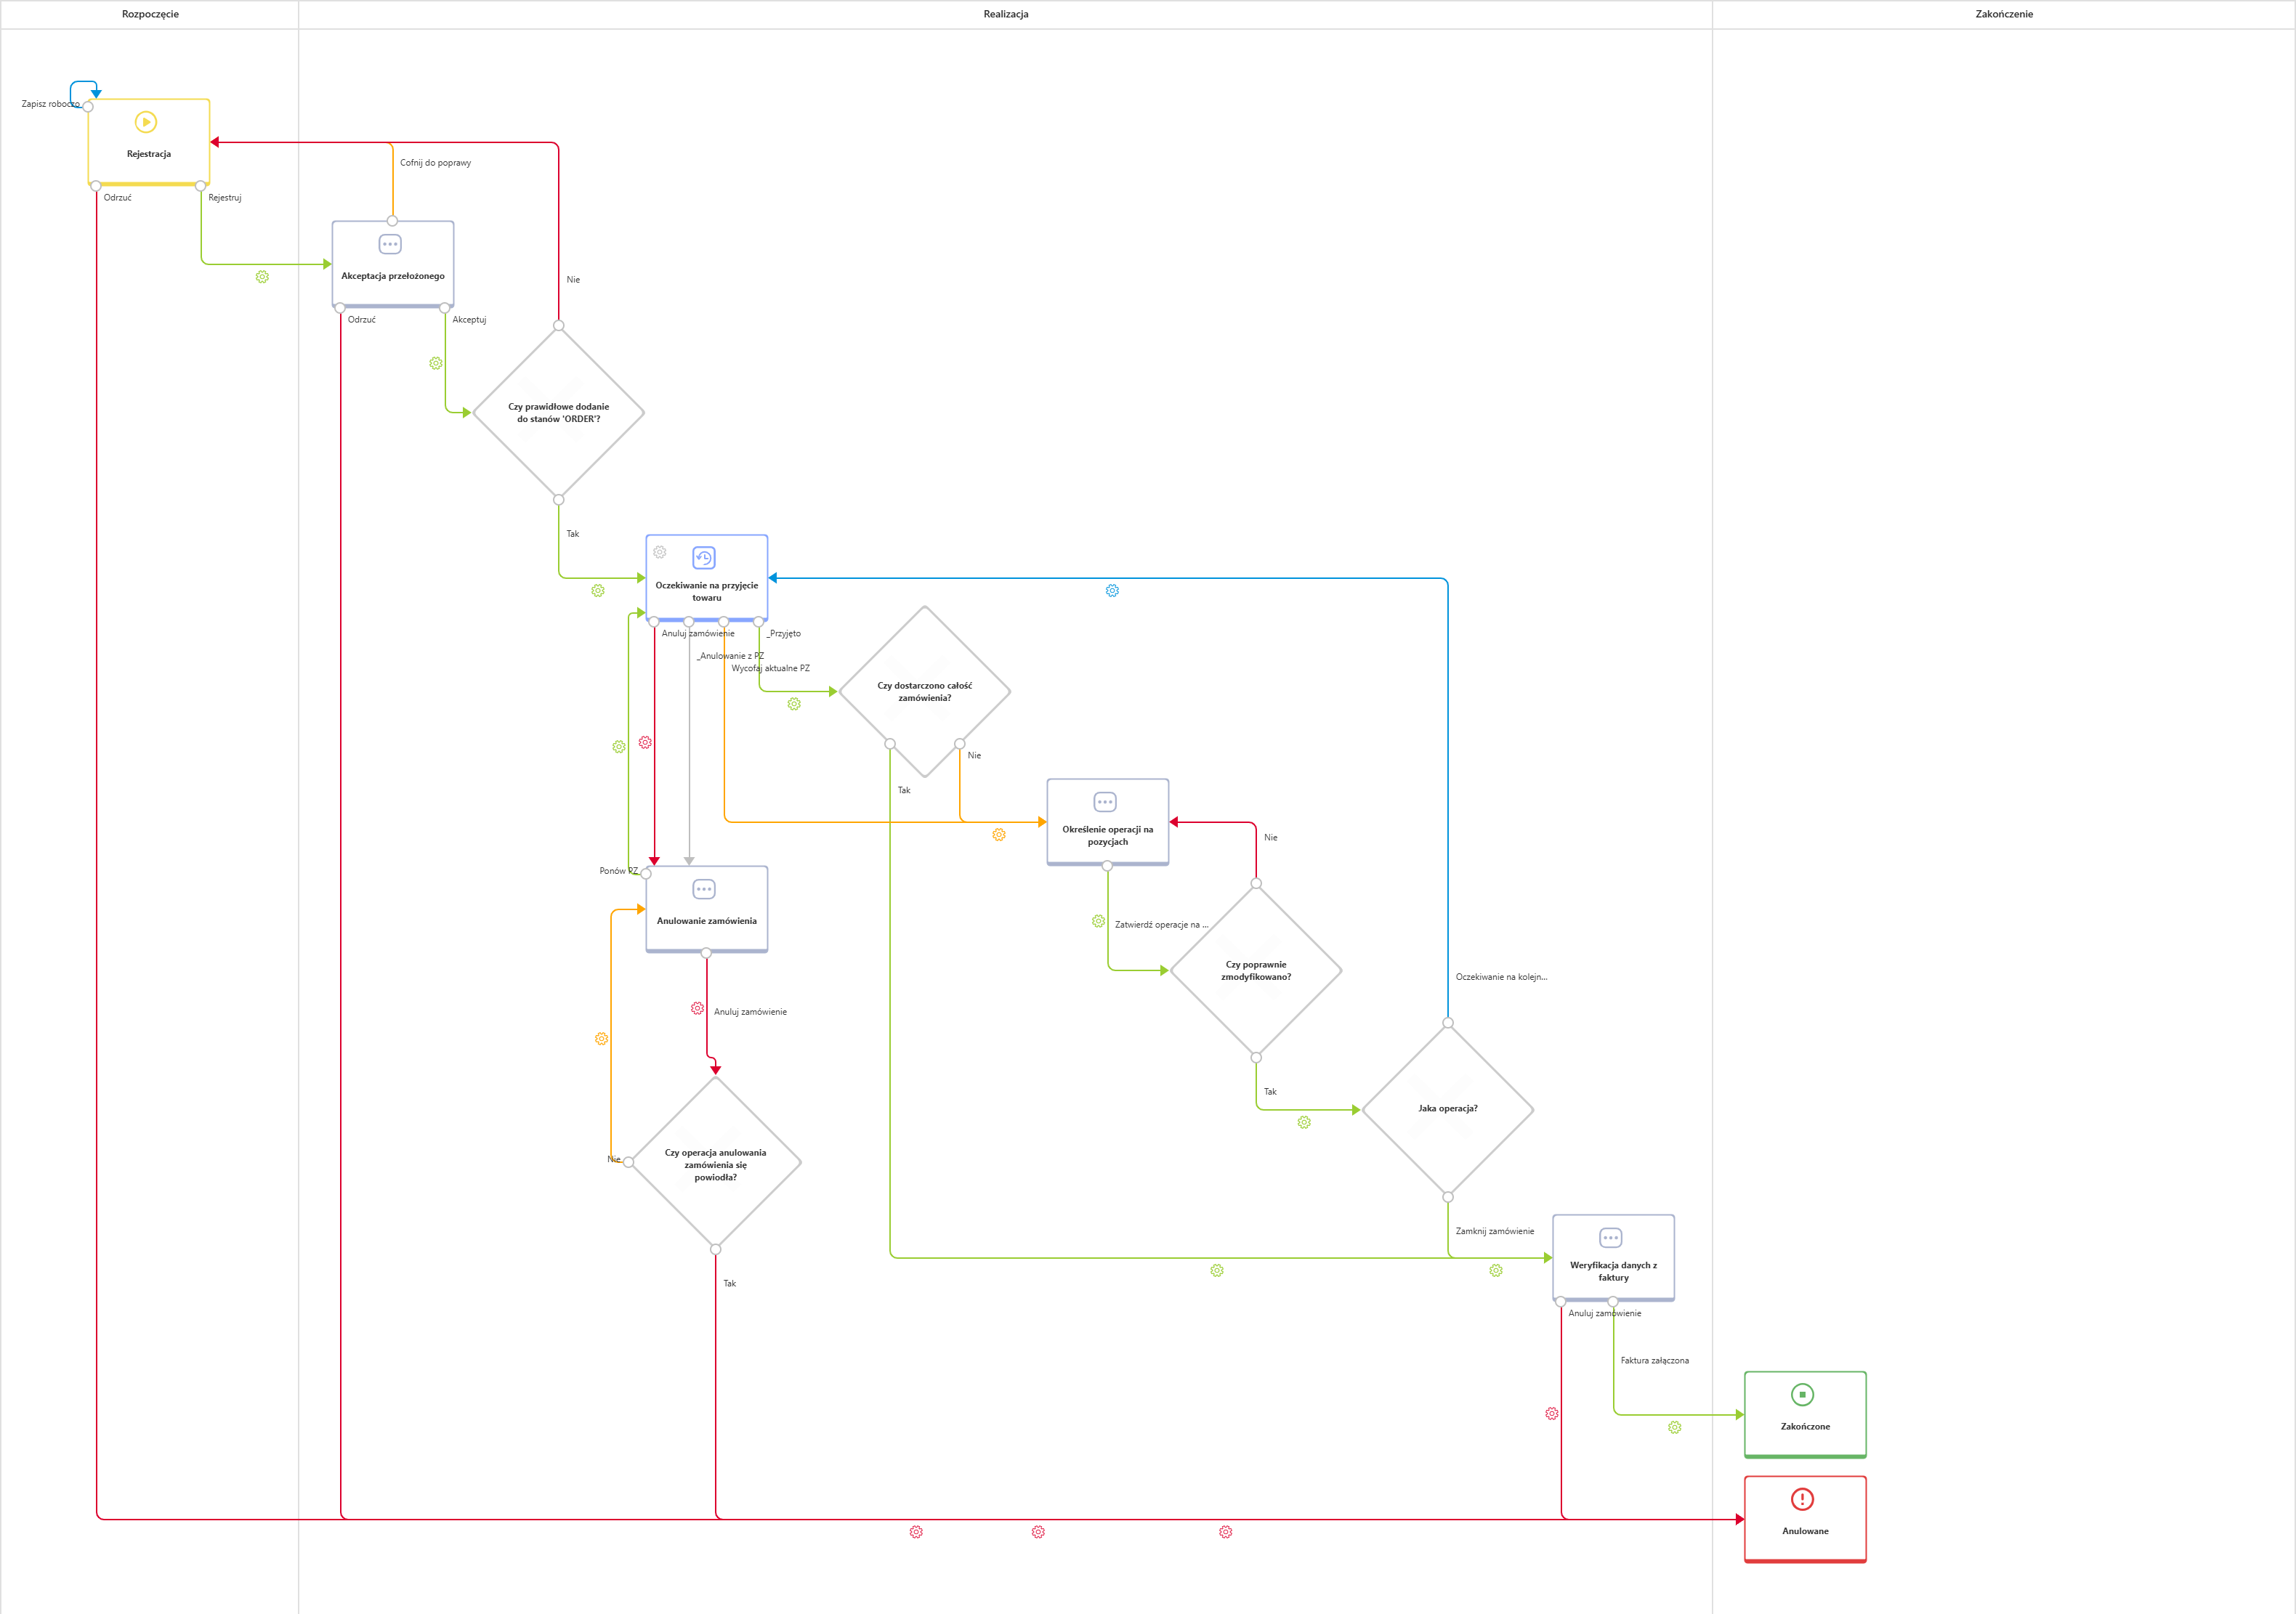 Rozpoczęcie
Realizacja
Zakończenie
Zapisz roboczo
Rejestracja
Cofnij do poprawy
Odrzuć
Rejestruj
Akceptacja przełożonego
Nie
Odrzuć
Akceptuj
Czy prawidłowe dodanie
do stanów 'ORDER'?
Tak
Oczekiwanie na przyjęcie
towaru
Anuluj zamówienie
_Przyjęto
_Anulowanie z PZ
Wycofaj aktualne PZ
Czy dostarczono całość
zamówienia?
Nie
Tak
Określenie operacji na
pozycjach
Nie
Ponów PZ
Anulowanie zamówienia
Zatwierdź operacje na ...
Czy poprawnie
zmodyfikowano?
Oczekiwanie na kolejn...
Anuluj zamówienie
Tak
Jaka operacja?
Czy operacja anulowania
zamówienia się
powiodła?
Nie
Zamknij zamówienie
Weryfikacja danych z
faktury
Tak
Anuluj zamówienie
Faktura załączona
Zakończone
Anulowane